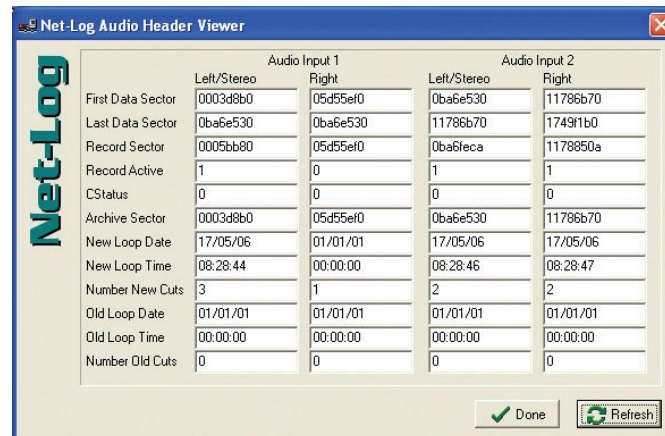 Net-Log Audio Header Viewer
Net-Log
Audio Input 1 Audio Input 2
Left/Stereo Right Left/Stereo Right
First Data Sector 0003d8b0 05d55ef0 0ba6e530 11786b70
Last Data Sector 0ba6e530 0ba6e530 11786b70 1749f1b0
Record Sector 0005bb80 05d55ef0 0ba6feca 1178850a
Record Active 1 0 1 1
CStatus 0 0 0 0
Archive Sector 0003d8b0 05d55ef0 0ba6e530 11786b70
New Loop Date 17/05/06 01/01/01 17/05/06 17/05/06
New Loop Time 08:28:44 00:00:00 08:28:46 08:28:47
Number New Cuts 3 1 2 2
Old Loop Date 01/01/01 01/01/01 01/01/01 01/01/01
Old Loop Time 00:00:00 00:00:00 00:00:00 00:00:00
Number Old Cuts 0 0 0 0
Done Refresh